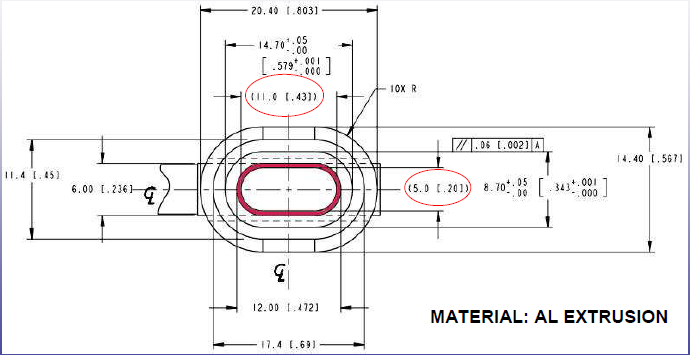 20.40 [.803]
14.70 +.05 -.00
[ .579 +.001 -.000 ]
(11.0 [.43])
10X R
// .06 [.002] A
11.4 [.45]
6.00 [.236]
℄
(5.0 [.20])
8.70 +.05 -.00 [ .343 +.001 -.000 ]
14.40 [.567]
℄
12.00 [.472]
MATERIAL: AL EXTRUSION
17.4 [.69]